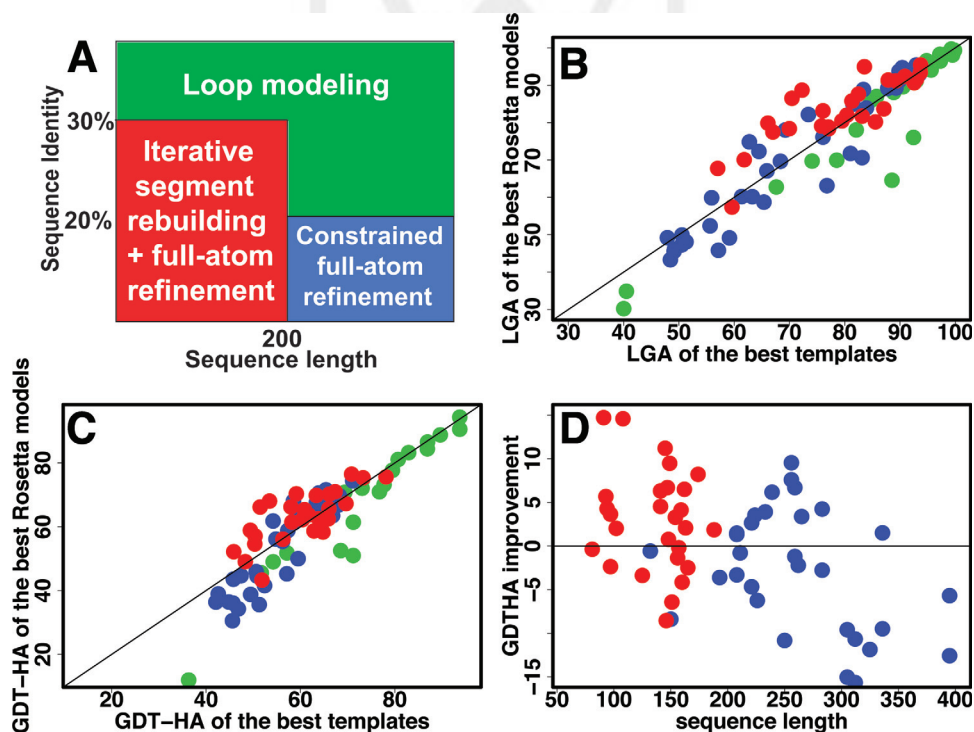 A
Sequence Identity
30%
20%
Loop modeling
Iterative
segment
rebuilding
+ full-atom
refinement
Constrained
full-atom
refinement
200
Sequence length
B
LGA of the best Rosetta models
90
70
50
30
30 40 50 60 70 80 90 100
LGA of the best templates
C
GDT–HA of the best Rosetta models
80
60
40
20
20 40 60 80
GDT–HA of the best templates
D
GDTHA improvement
10
5
0
−5
−15
50 100 150 200 250 300 350 400
sequence length